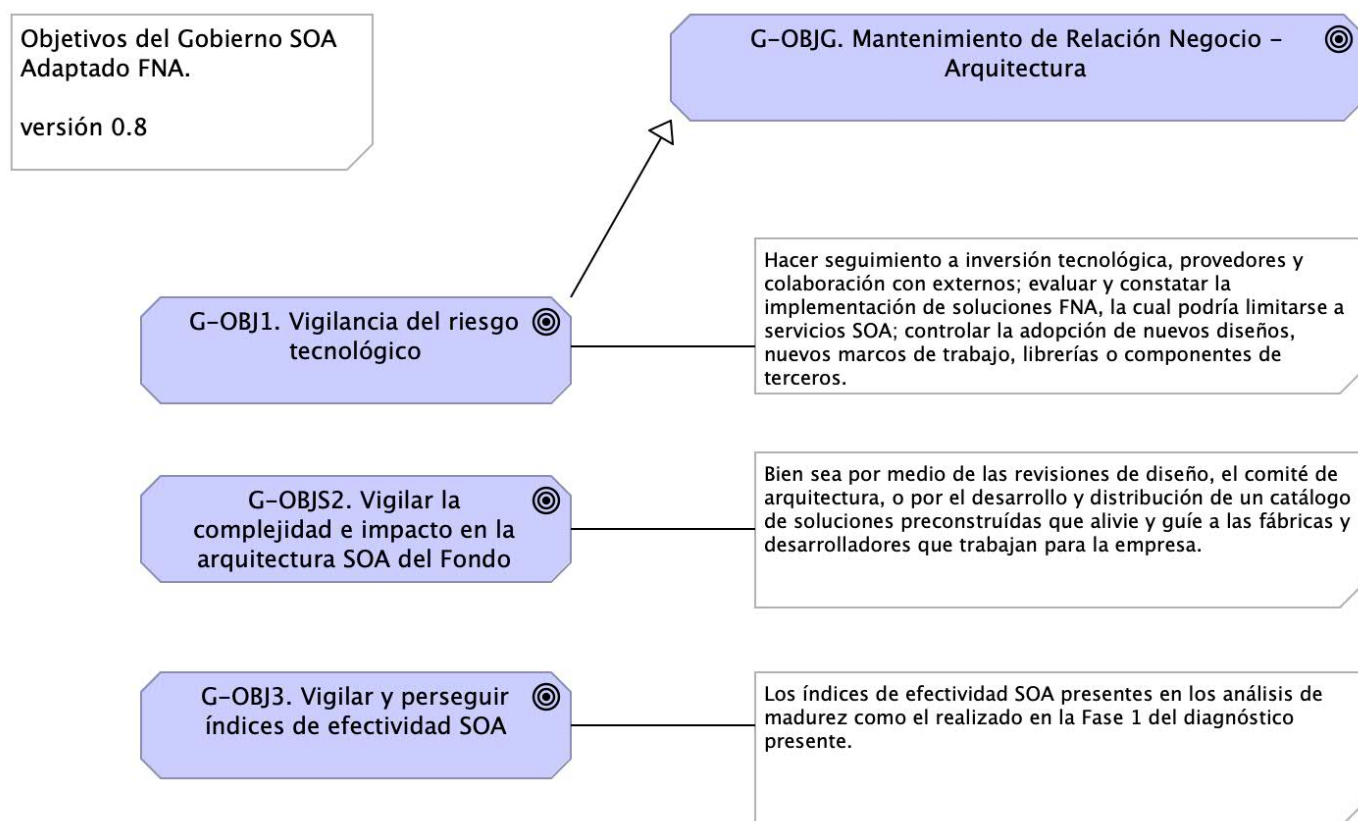 Objetivos del Gobierno SOA
Adaptado FNA.
versión 0.8
G-OBJG. Mantenimiento de Relación Negocio –
Arquitectura
G-OBJ1. Vigilancia del riesgo
tecnológico
Hacer seguimiento a inversión tecnológica, provedores y
colaboración con externos; evaluar y constatar la
implementación de soluciones FNA, la cual podría limitarse a
servicios SOA; controlar la adopción de nuevos diseños,
nuevos marcos de trabajo, librerías o componentes de
terceros.
G-OBJS2. Vigilar la
complejidad e impacto en la
arquitectura SOA del Fondo
Bien sea por medio de las revisiones de diseño, el comité de
arquitectura, o por el desarrollo y distribución de un catálogo
de soluciones preconstruídas que alivie y guíe a las fábricas y
desarrolladores que trabajan para la empresa.
G-OBJ3. Vigilar y perseguir
índices de efectividad SOA
Los índices de efectividad SOA presentes en los análisis de
madurez como el realizado en la Fase 1 del diagnóstico
presente.